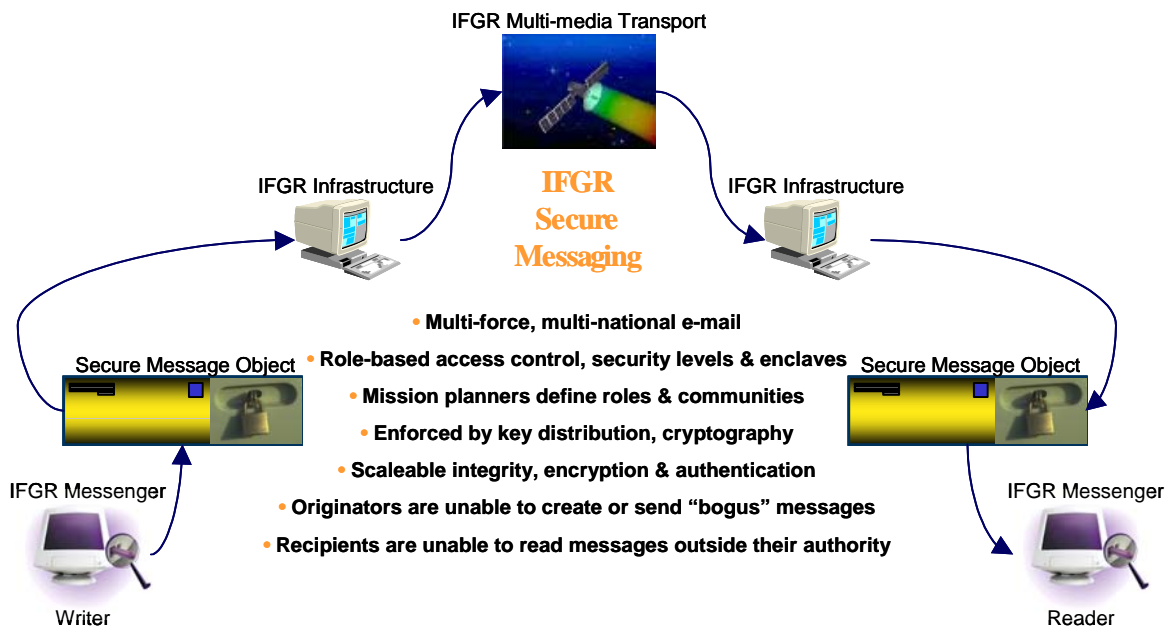 IFGR Multi-media Transport
IFGR Infrastructure
IFGR Infrastructure
IFGR
Secure
Messaging
• Multi-force, multi-national e-mail
Secure Message Object
• Role-based access control, security levels & enclaves
Secure Message Object
• Mission planners define roles & communities
• Enforced by key distribution, cryptography
• Scaleable integrity, encryption & authentication
IFGR Messenger
IFGR Messenger
• Originators are unable to create or send “bogus” messages
• Recipients are unable to read messages outside their authority
Writer
Reader